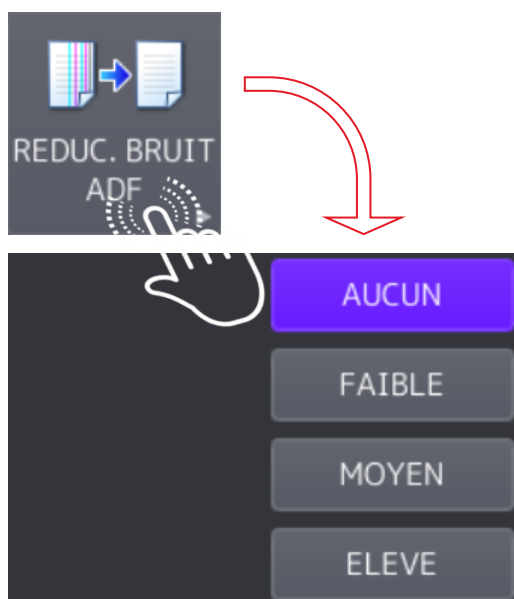 REDUC. BRUIT
ADF
AUCUN
FAIBLE
MOYEN
ELEVE